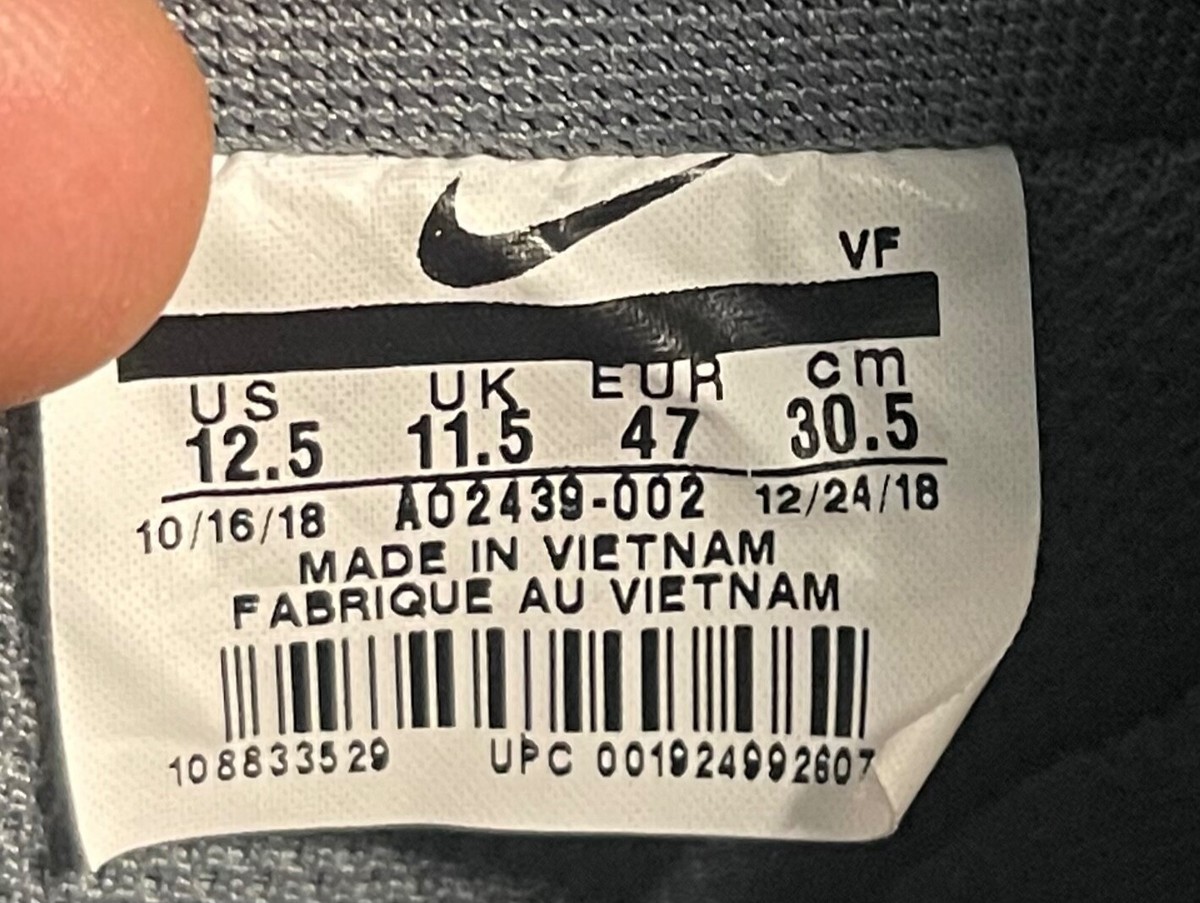 VF
US UK EUR cm
12.5 11.5 47 30.5
10/16/18 AO2439-002 12/24/18
MADE IN VIETNAM
FABRIQUE AU VIETNAM
108833529 UPC 001924992607